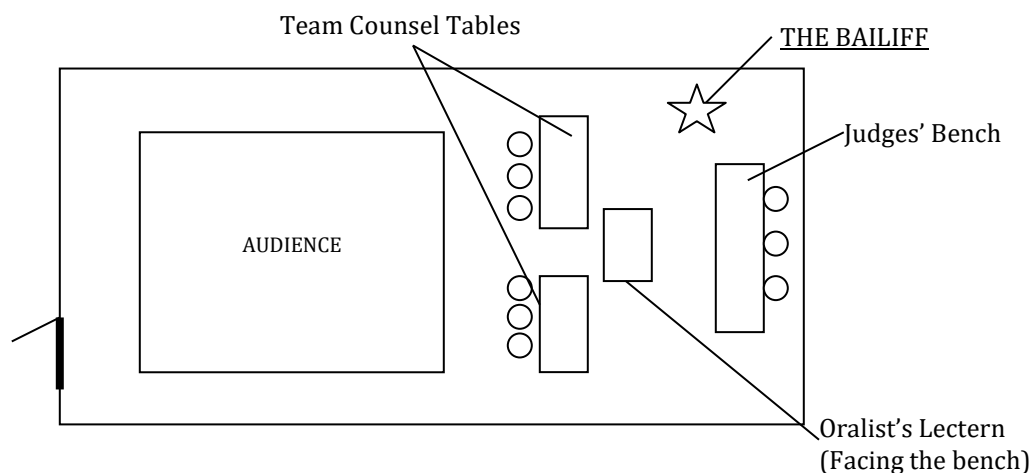 Team Counsel Tables
THE BAILIFF
Judges’ Bench
AUDIENCE
Oralist’s Lectern
(Facing the bench)